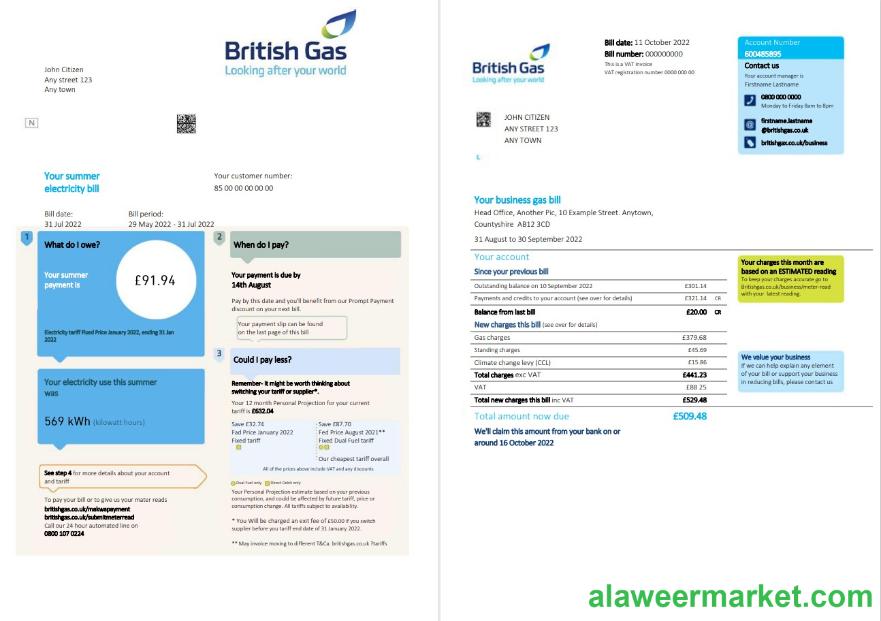 British Gas
Looking after your world
John Citizen
Any street 123
Any town
N
Your summer
electricity bill
Your customer number:
85 00 00 00 00 00
Bill date:
31 Jul 2022
Bill period:
29 May 2022 - 31 Jul 2022
1
What do I owe?
Your summer
payment is
£91.94
Electricity tariff Fixed Price January 2022, ending 31 Jan
2022
Your electricity use this summer
was
569 kWh (kilowatt hours)
See step 4 for more details about your account
and tariff
To pay your bill or to give us your mater reads
britishgas.co.uk/makwapayment
britishgas.co.uk/submitmeterread
Call our 24 hour automated line on
0800 107 0224
2
When do I pay?
Your payment is due by
14th August
Pay by this date and you'll benefit from our Prompt Payment
discount on your next bill.
Your payment slip can be found
on the last page of this bill
3
Could I pay less?
Remember- it might be worth thinking about
switching your tariff or supplier*.
Your 12 month Personal Projection for your current
tariff is £632.04
Save £32.74
Fad Price January 2022
Fixed tariff
Save £87.70
Fed Price August 2021**
Fixed Dual Fuel tariff
Our cheapest tariff overall
All of the prices above include VAT and any discounts
Dual Fuel only
Direct Debit only
Your Personal Projection estimate based on your previous
consumption, and could be affected by future tariff, price or
consumption change. All tariffs subject to availability.
* You Will be charged an exit fee of £50.00 if you switch
supplier before you tariff end date of 31 January 2022.
** May invoice moving to different T&Ca. britishgas.co.uk ?tariffs
British Gas
Looking after your world
Bill date: 11 October 2022
Bill number: 000000000
This is a VAT invoice
VAT registration number 0000 000 00
Account Number
600485895
Contact us
Your account manager is
Firstname Lastname
0800 000 0000
Monday to Friday 8am to 8pm
firstname.lastname
@britishgas.co.uk
britishgax.co.uk/business
JOHN CITIZEN
ANY STREET 123
ANY TOWN
Your business gas bill
Head Office, Another Pic, 10 Example Street. Anytown,
Countyshire AB12 3CD
31 August to 30 September 2022
Your account
Since your previous bill
Outstanding balance on 10 September 2022 £301.14
Payments and credits to your account (see over for details) £321.14 CR
Balance from last bill £20.00 CR
New charges this bill (see over for details)
Gas charges £379.68
Standing charges £45.69
Climate change levy (CCL) £15.86
Total charges exc VAT £441.23
VAT £88.25
Total new charges this bill inc VAT £529.48
Total amount now due £509.48
We'll claim this amount from your bank on or
around 16 October 2022
Your charges this month are
based on an ESTIMATED reading
To keep your charges accurate go to
Britishgas.co.uk/business/meter-read
with your latest reading.
We value your business
If we can help explain any element
of your bill or support your business
in reducing bills, please contact us
alaweermarket.com